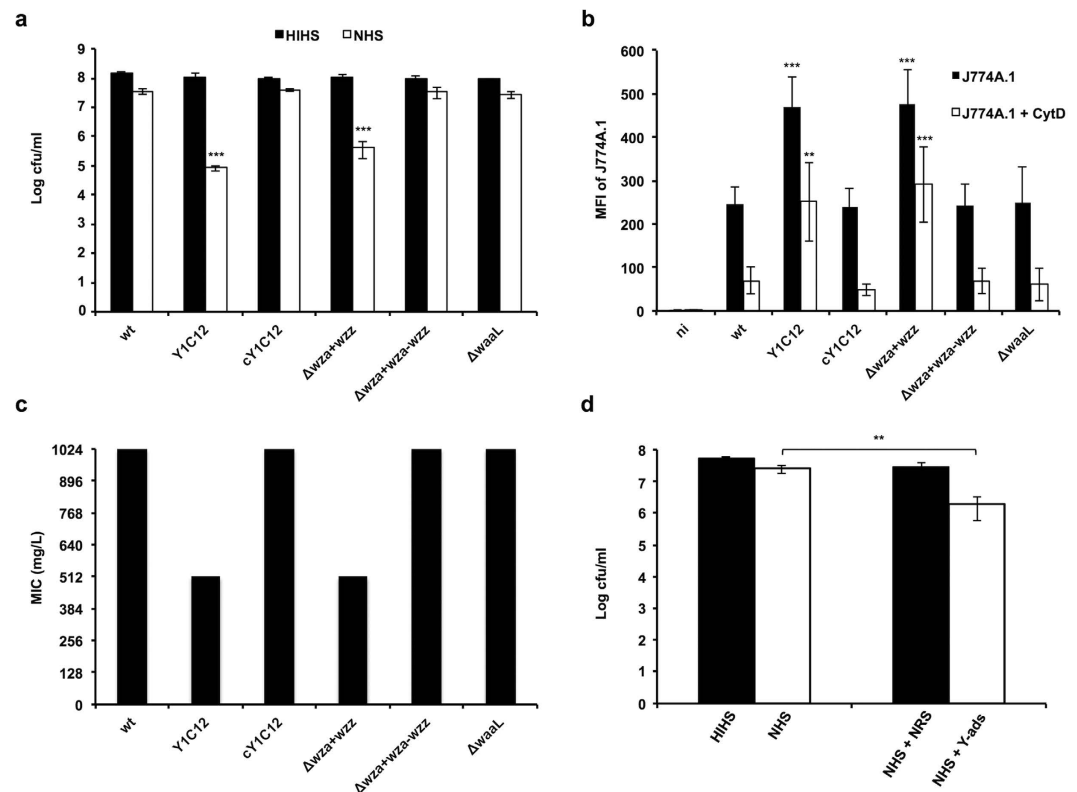 a
HIHS NHS
Log cfu/ml
9
8
7
6
5
4
3
2
1
0
***
***
wt
Y1C12
cY1C12
Δwza+wzz
Δwza+wza-wzz
ΔwaaL
b
MFI of J774A.1
600
500
400
300
200
100
0
J774A.1
J774A.1 + CytD
***
**
***
***
ni
wt
Y1C12
cY1C12
Δwza+wzz
Δwza+wza-wzz
ΔwaaL
c
MIC (mg/L)
1024
896
768
640
512
384
256
128
0
wt
Y1C12
cY1C12
Δwza+wzz
Δwza+wza-wzz
ΔwaaL
d
Log cfu/ml
8
7
6
5
4
3
2
1
0
**
HIHS
NHS
NHS + NRS
NHS + Y-ads